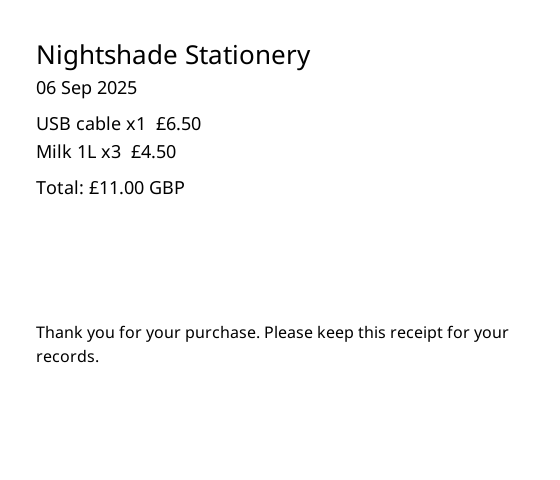 Nightshade Stationery
06 Sep 2025
USB cable x1  £6.50
Milk 1L x3  £4.50
Total: £11.00 GBP
Thank you for your purchase. Please keep this receipt for your
records.